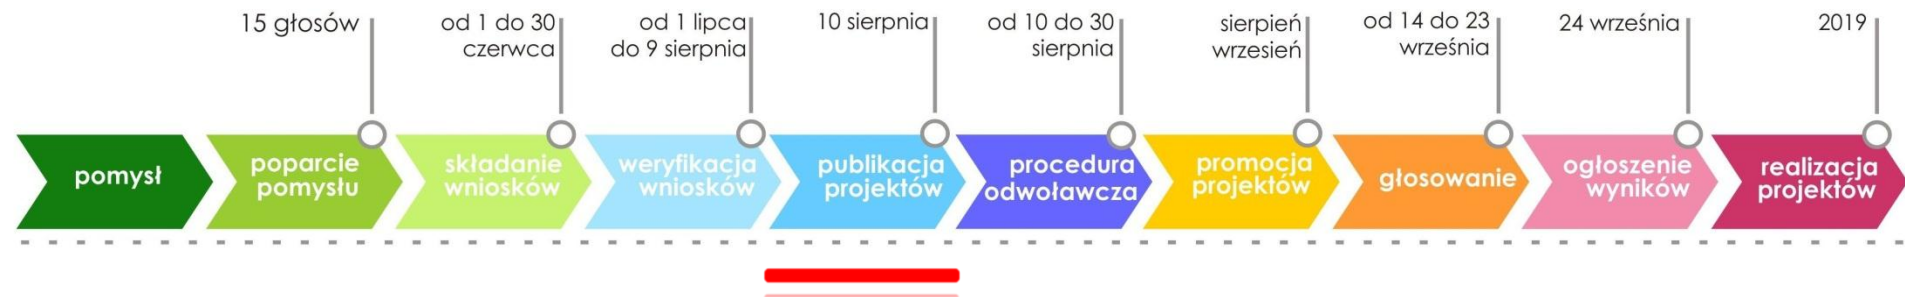 15 głosów
od 1 do 30
czerwca
od 1 lipca
do 9 sierpnia
10 sierpnia
od 10 do 30
sierpnia
sierpień
wrzesień
od 14 do 23
września
24 września
2019
pomysł
poparcie
pomysłu
składanie
wniosków
weryfikacja
wniosków
publikacja
projektów
procedura
odwoławcza
promocja
projektów
głosowanie
ogłoszenie
wyników
realizacja
projektów